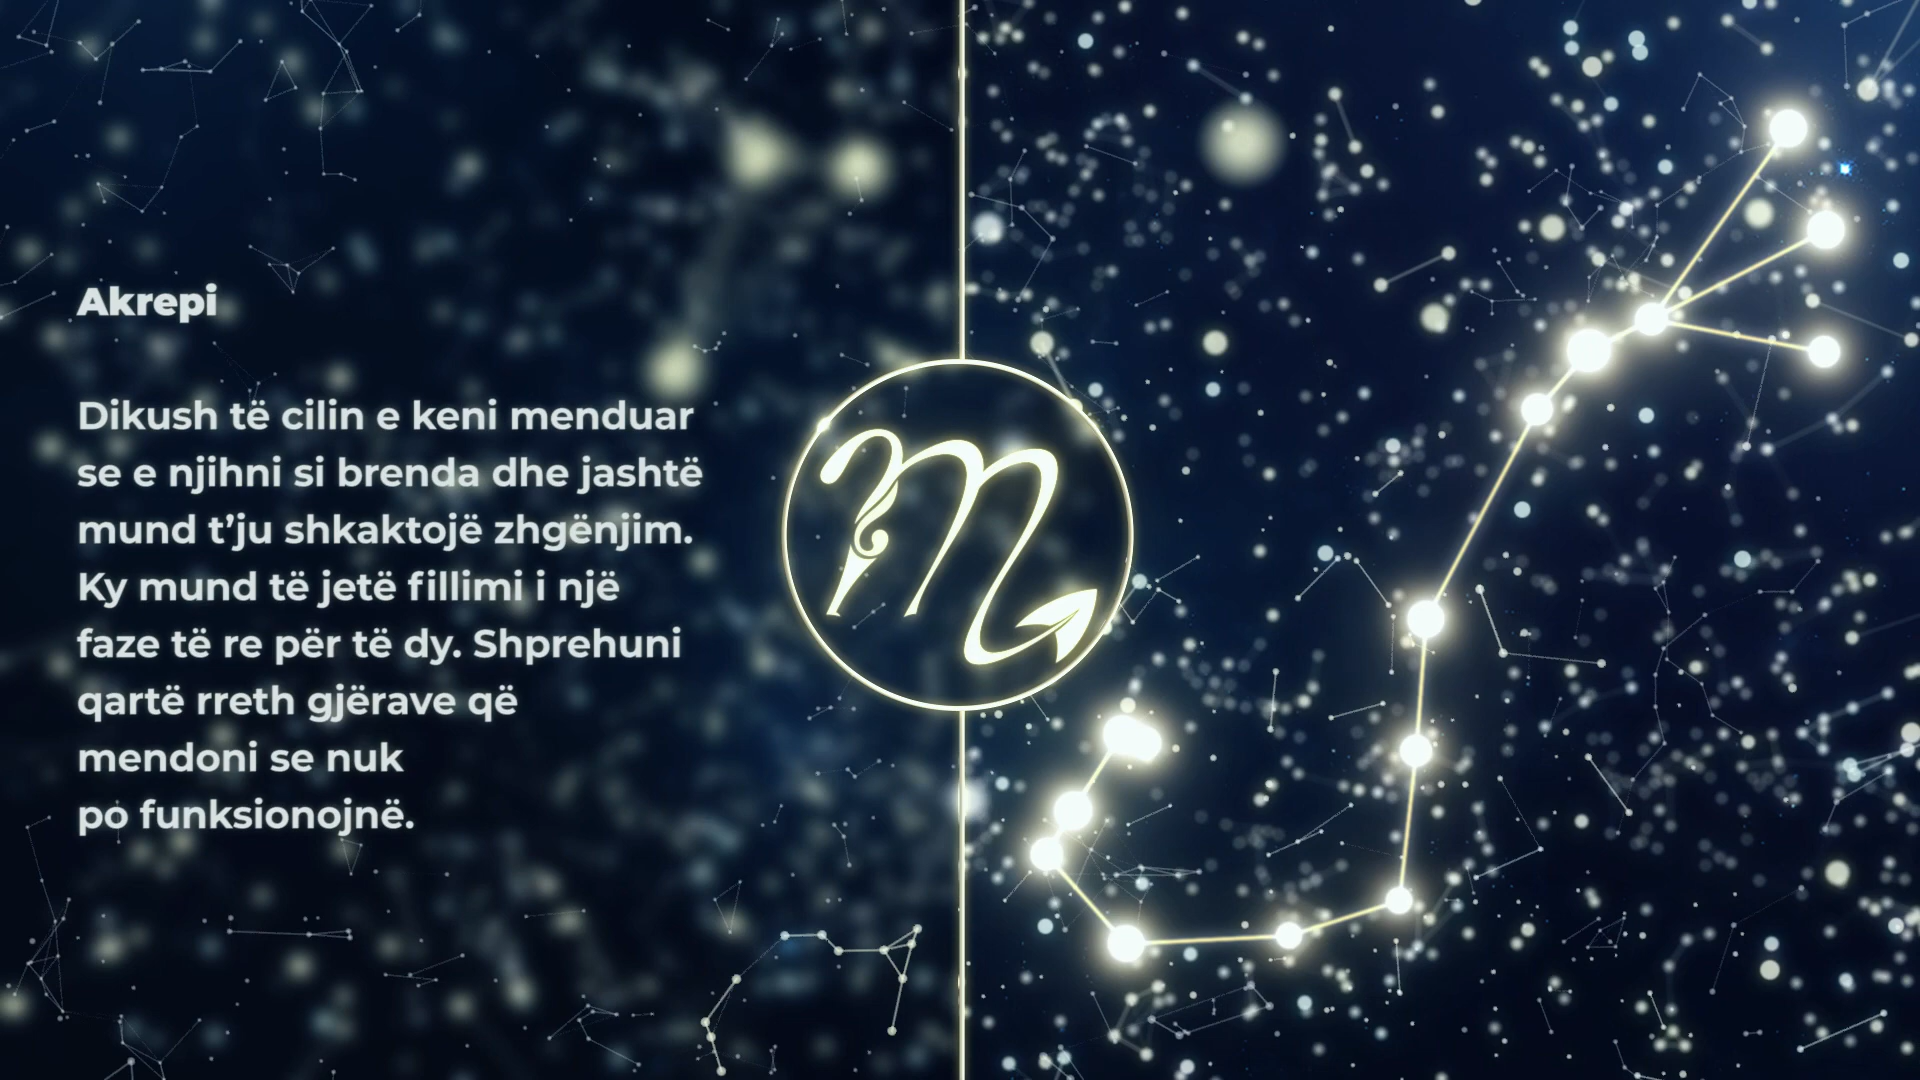 Akrepi
Dikush të cilin e keni menduar
se e njihni si brenda dhe jashtë
mund t’ju shkaktojë zhgënjim.
Ky mund të jetë fillimi i një
faze të re për të dy. Shprehuni
qartë rreth gjërave që
mendoni se nuk
po funksionojnë.